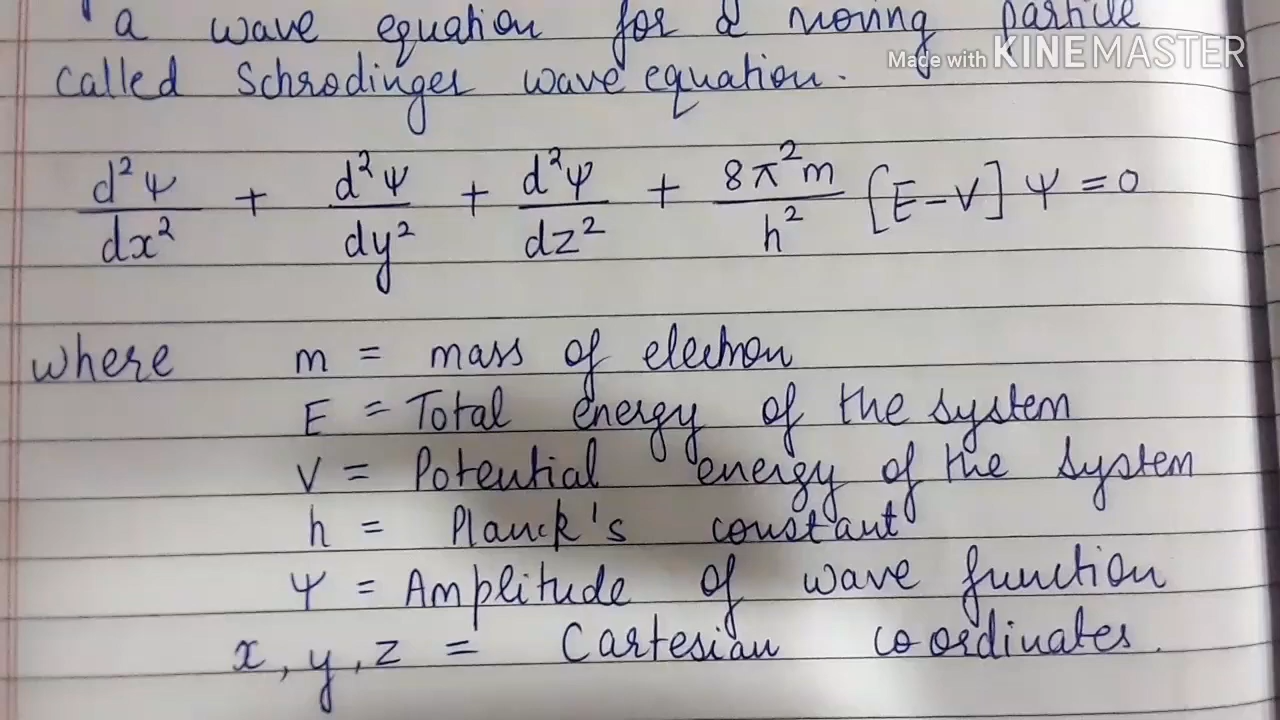 a wave equation for a moving particle
Made with KINEMASTER
called Schrodinger wave equation.
d²Ψ/dx² + d²Ψ/dy² + d²Ψ/dz² + 8π²m/h² [E-V] Ψ = 0
where m = mass of electron
E = Total energy of the system
V = Potential energy of the system
h = Planck's constant
Ψ = Amplitude of wave function
x, y, z = Cartesian coordinates.